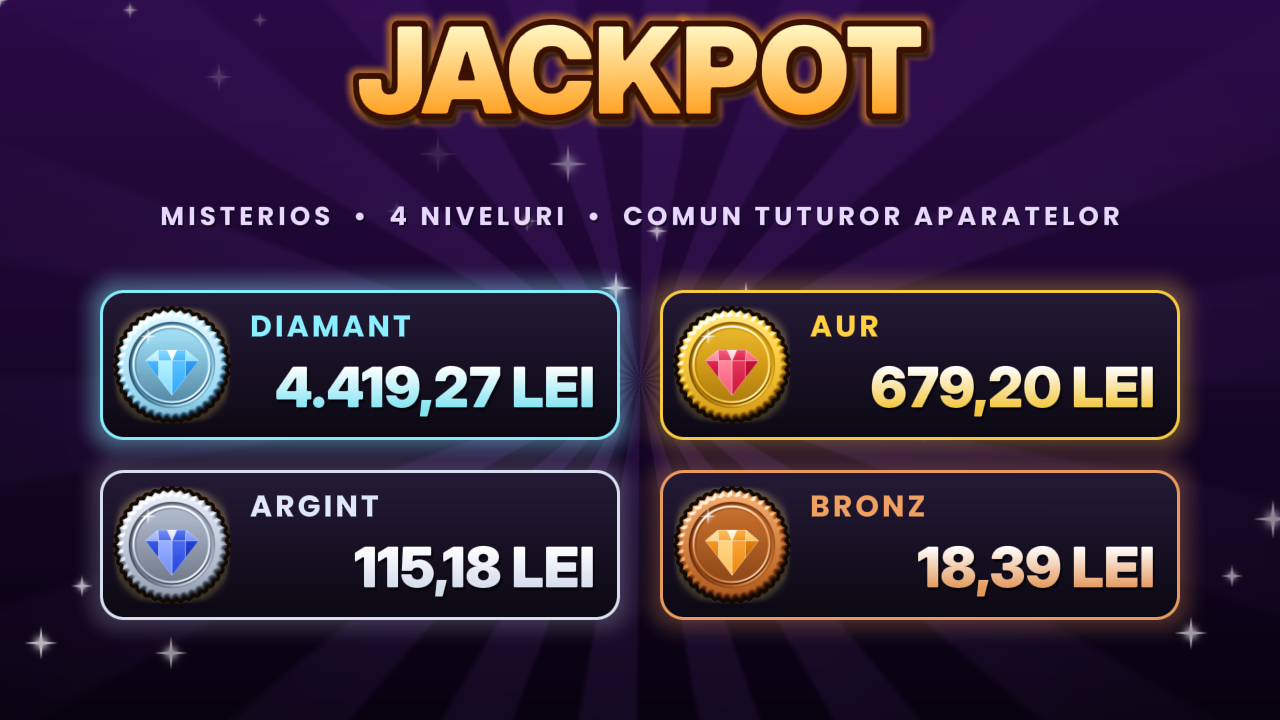 JACKPOT
MISTERIOS • 4 NIVELURI • COMUN TUTUROR APARATELOR
DIAMANT
4.419,27 LEI
AUR
679,20 LEI
ARGINT
115,18 LEI
BRONZ
18,39 LEI